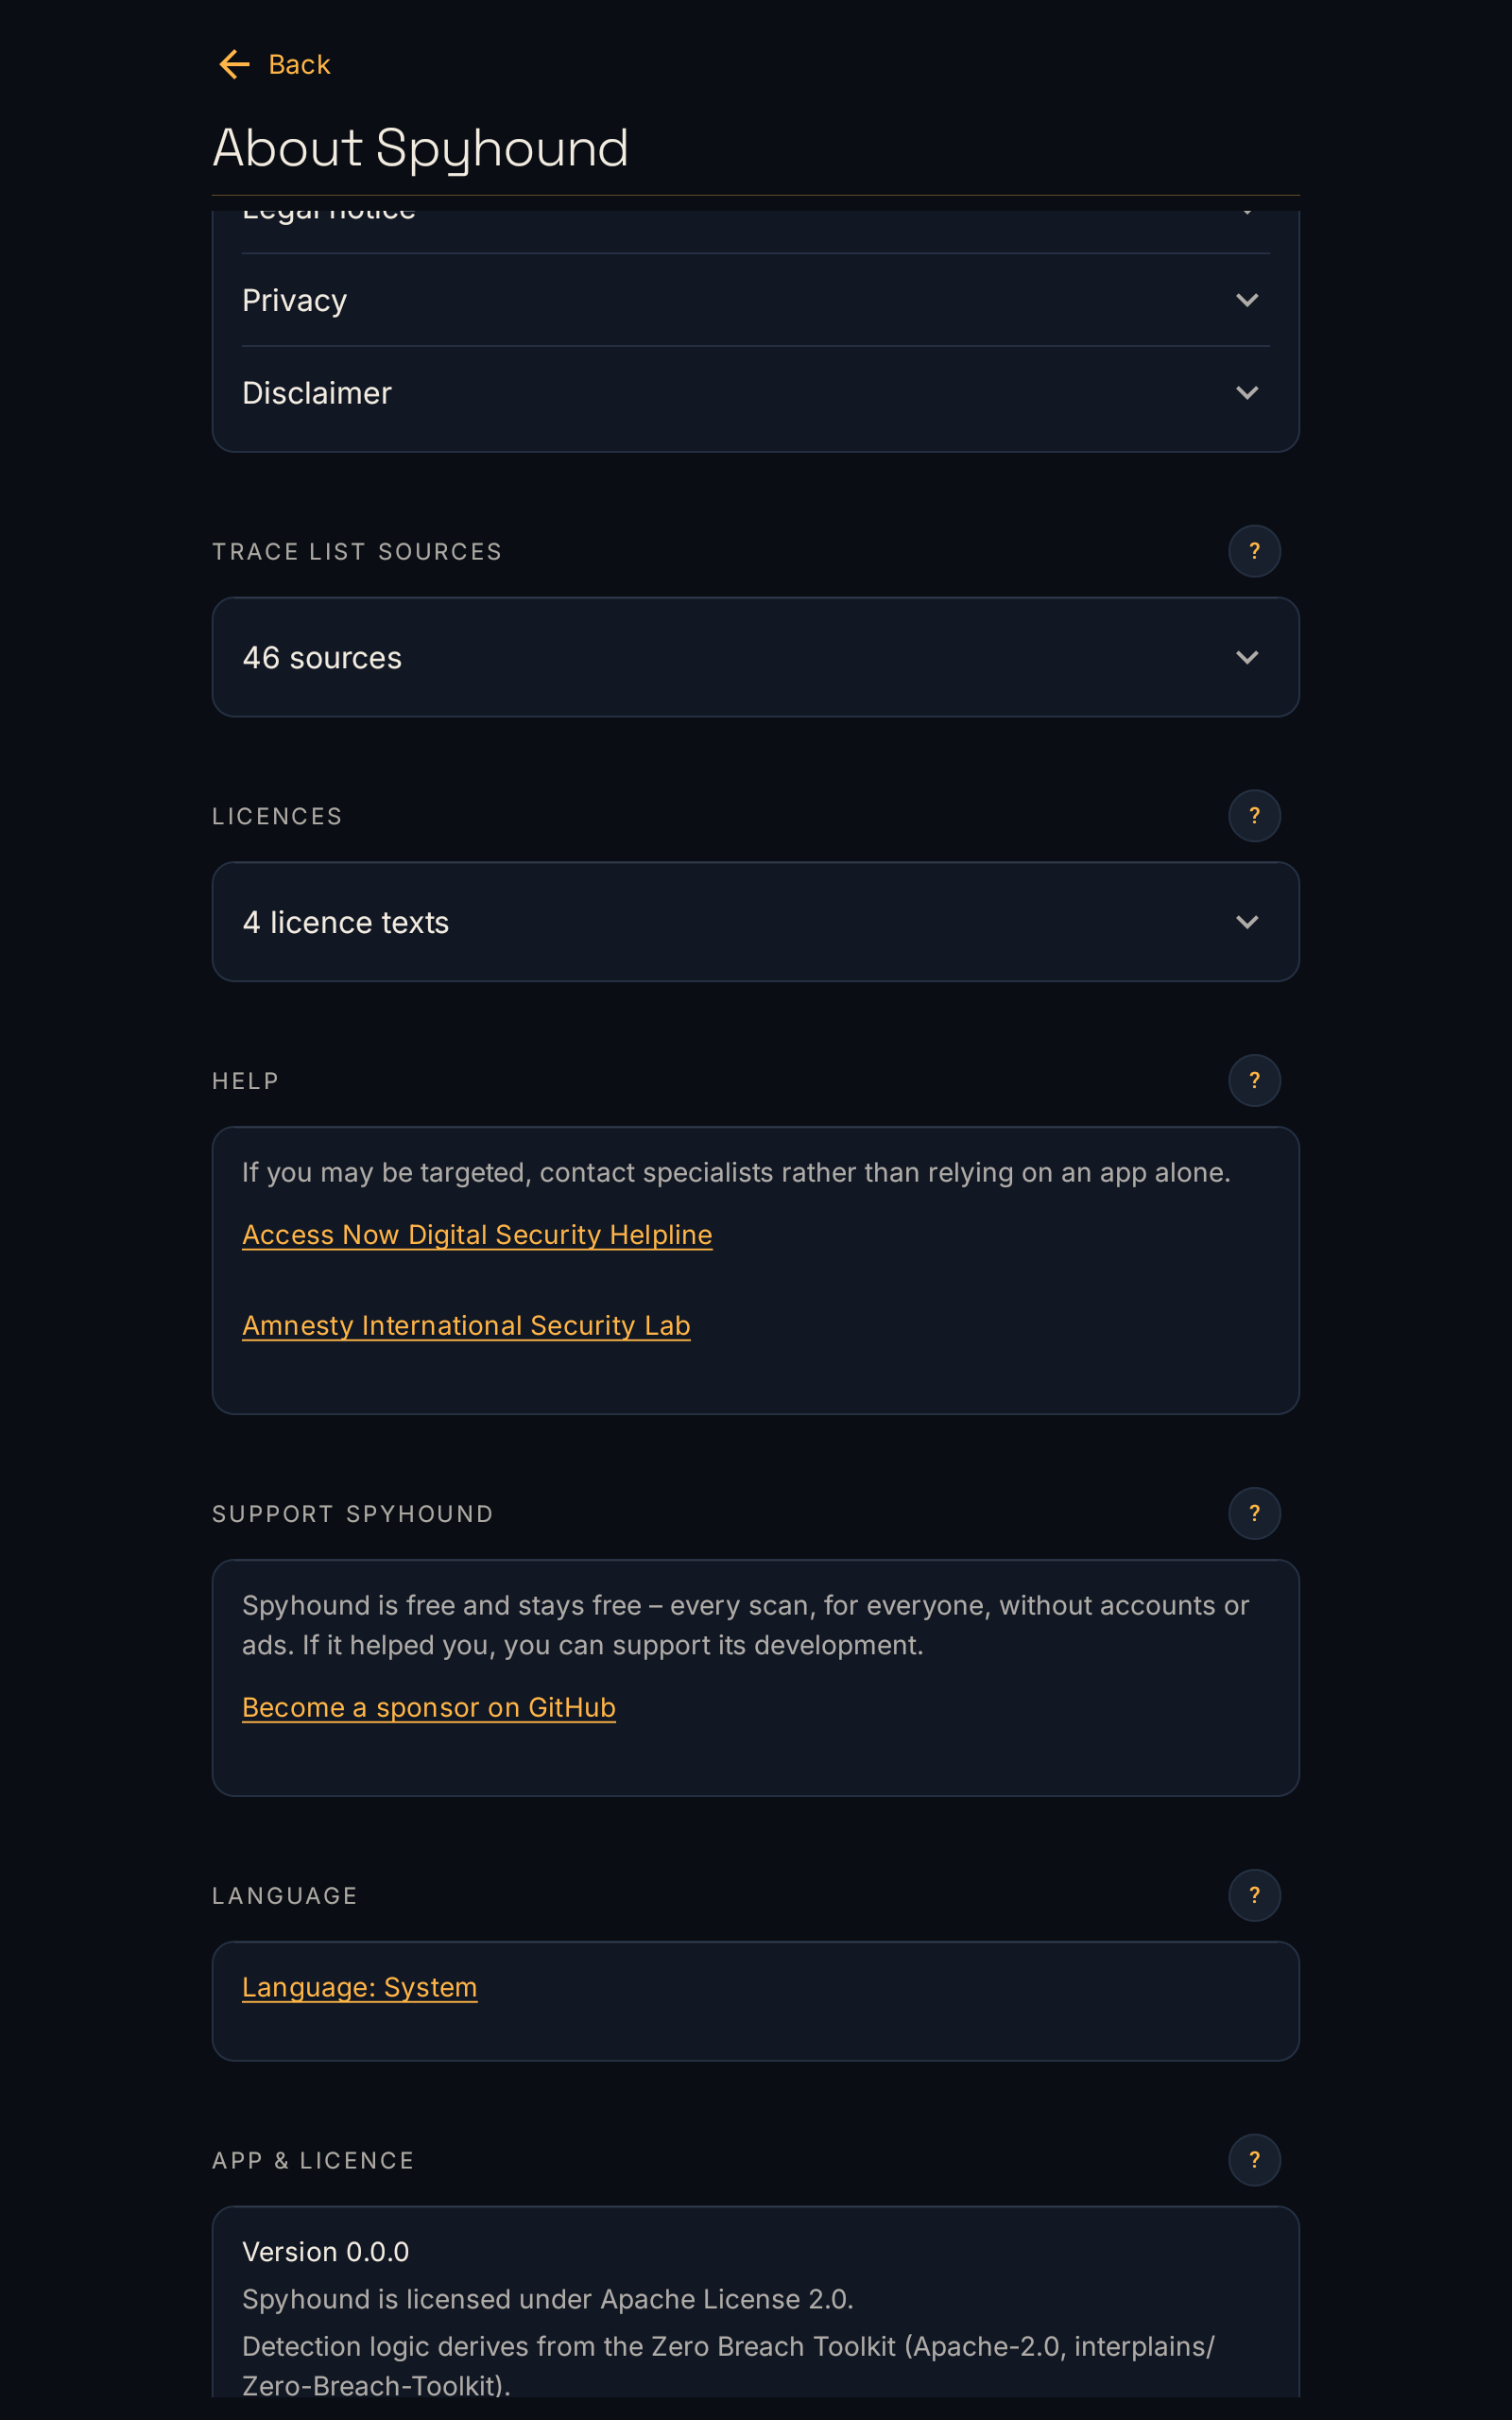 Back
About Spyhound
Legal notice
Privacy
Disclaimer
TRACE LIST SOURCES
?
46 sources
LICENCES
?
4 licence texts
HELP
?
If you may be targeted, contact specialists rather than relying on an app alone.
Access Now Digital Security Helpline
Amnesty International Security Lab
SUPPORT SPYHOUND
?
Spyhound is free and stays free – every scan, for everyone, without accounts or
ads. If it helped you, you can support its development.
Become a sponsor on GitHub
LANGUAGE
?
Language: System
APP & LICENCE
?
Version 0.0.0
Spyhound is licensed under Apache License 2.0.
Detection logic derives from the Zero Breach Toolkit (Apache-2.0, interplains/
Zero-Breach-Toolkit).